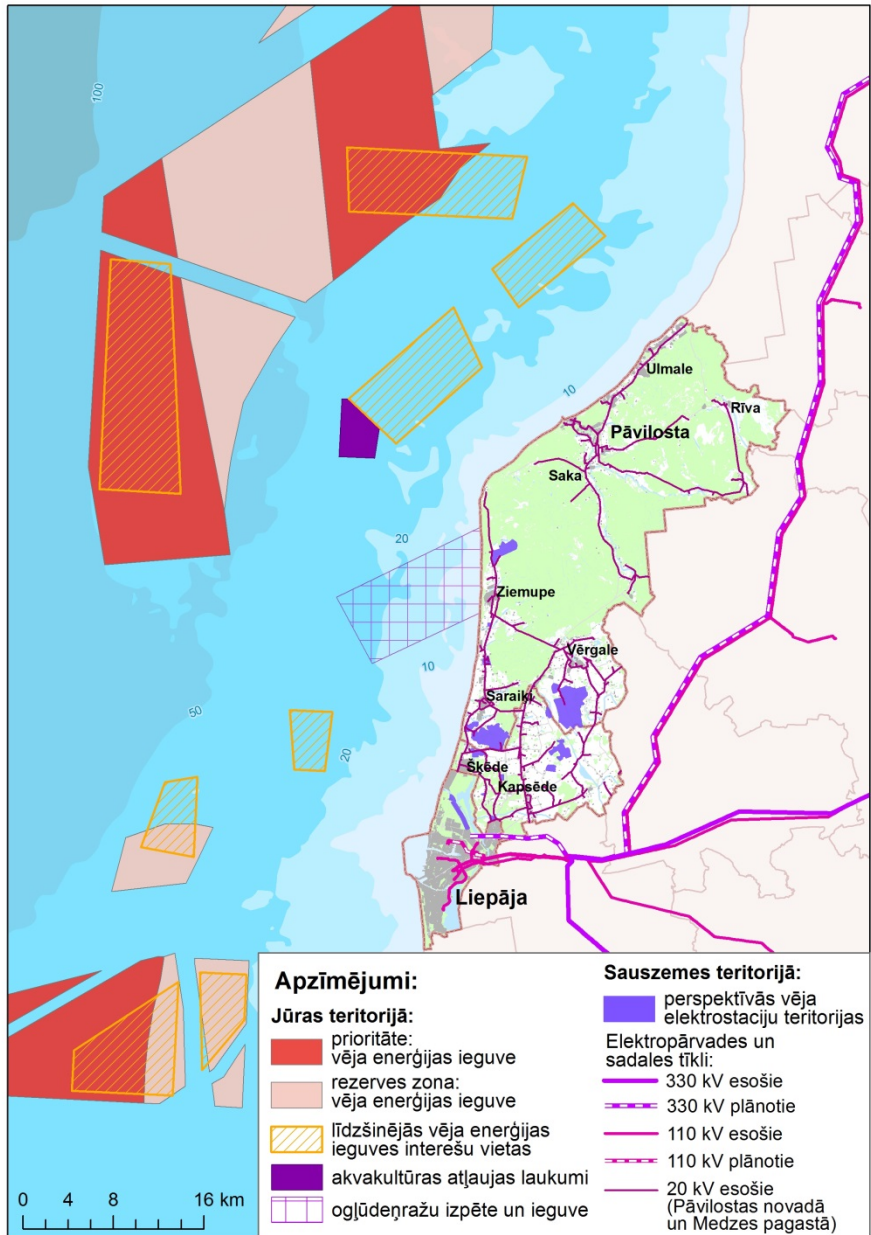 100
10
Ulmale
Rīva
Pāvilosta
Saka
20
Ziemupe
10
Vērgale
50
Saraiķi
20
Šķēde
Kapsēde
Liepāja
Apzīmējumi:
Jūras teritorijā:
prioritāte:
vēja enerģijas ieguve
rezerves zona:
vēja enerģijas ieguve
līdzšinējās vēja enerģijas
ieguves interešu vietas
akvakultūras atļaujas laukumi
ogļūdeņražu izpēte un ieguve
Sauszemes teritorijā:
perspektīvās vēja
elektrostaciju teritorijas
Elektropārvades un
sadales tīkli:
330 kV esošie
330 kV plānotie
110 kV esošie
110 kV plānotie
20 kV esošie
(Pāvilostas novadā
un Medzes pagastā)
0 4 8 16 km